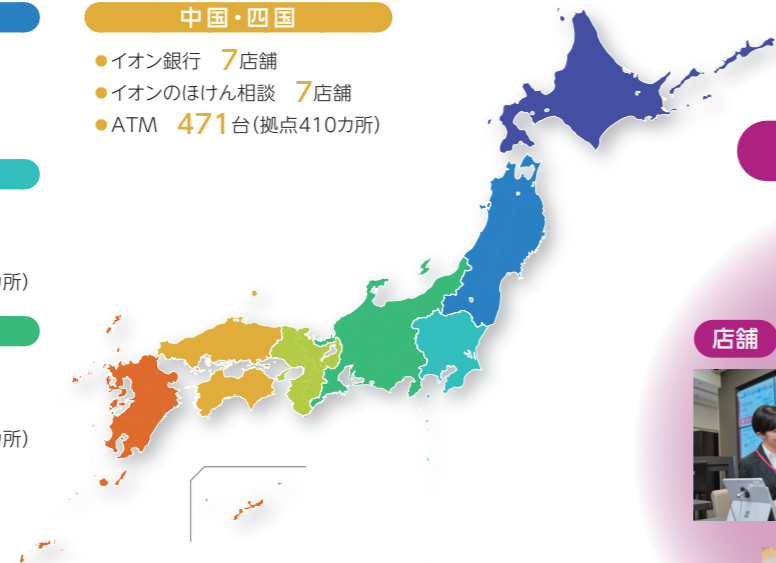 中国・四国
●イオン銀行 7店舗
●イオンのほけん相談 7店舗
●ATM 471台(拠点410カ所)
所)
店舗
所)